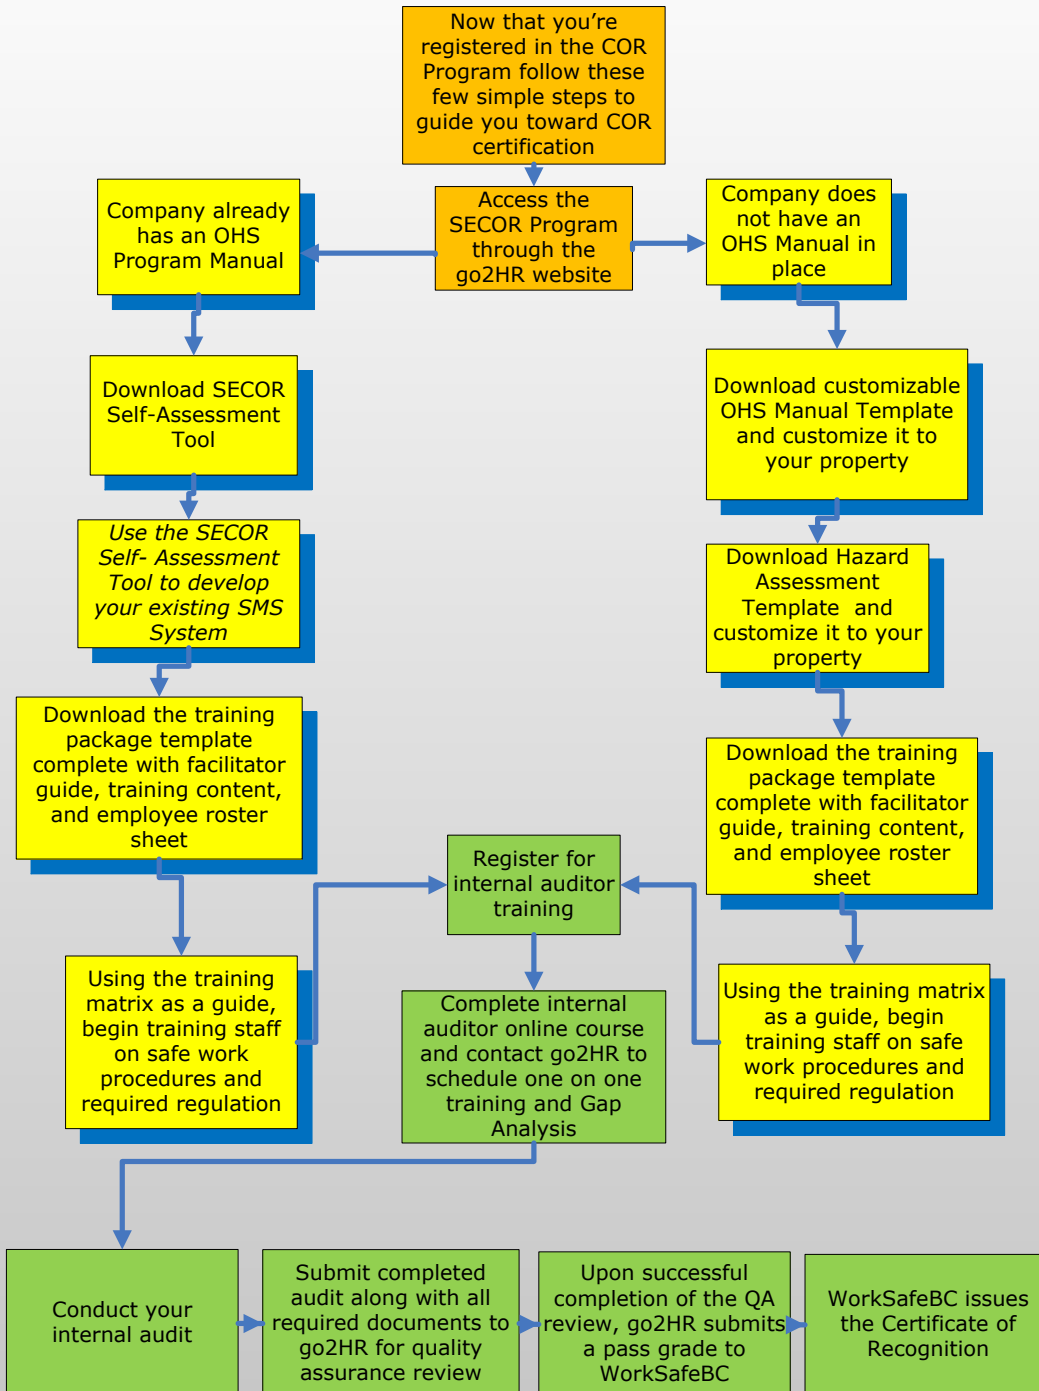 Now that you're
registered in the COR
Program follow these
few simple steps to
guide you toward COR
certification
Access the
SECOR Program
through the
go2HR website
Company already
has an OHS
Program Manual
Download SECOR
Self-Assessment
Tool
Use the SECOR
Self- Assessment
Tool to develop
your existing SMS
System
Download the training
package template
complete with facilitator
guide, training content,
and employee roster
sheet
Using the training
matrix as a guide,
begin training staff
on safe work
procedures and
required regulation
Company does
not have an
OHS Manual in
place
Download customizable
OHS Manual Template
and customize it to
your property
Download Hazard
Assessment
Template and
customize it to your
property
Download the training
package template
complete with facilitator
guide, training content,
and employee roster
sheet
Using the training matrix
as a guide, begin
training staff on safe
work procedures and
required regulation
Register for
internal auditor
training
Complete internal
auditor online course
and contact go2HR to
schedule one on one
training and Gap
Analysis
Conduct your
internal audit
Submit completed
audit along with all
required documents to
go2HR for quality
assurance review
Upon successful
completion of the QA
review, go2HR submits
a pass grade to
WorkSafeBC
WorkSafeBC issues
the Certificate of
Recognition